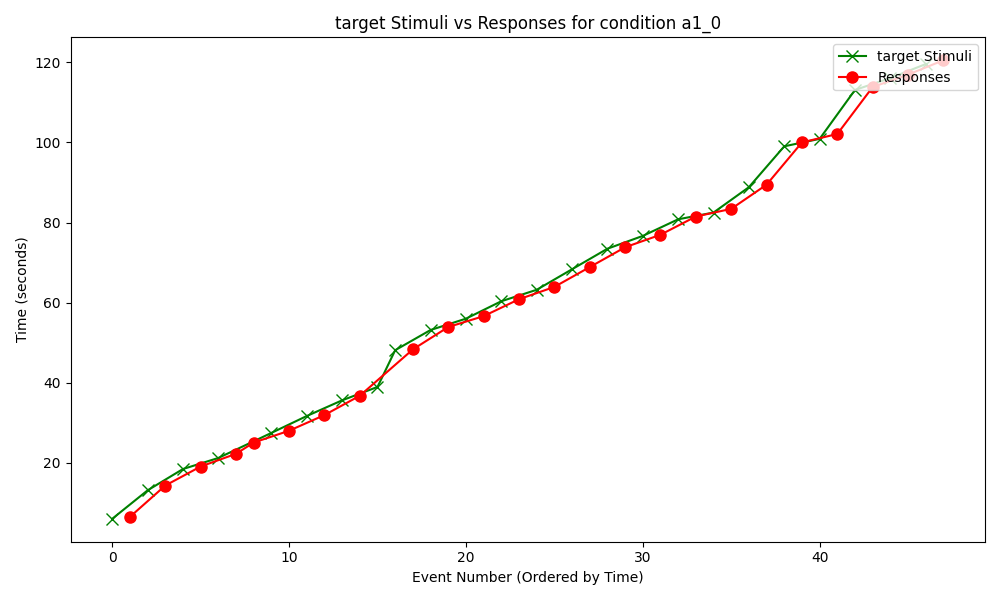 target Stimuli vs Responses for condition a1_0
target Stimuli
Responses
Time (seconds)
120
100
80
60
40
20
0
10
20
30
40
Event Number (Ordered by Time)